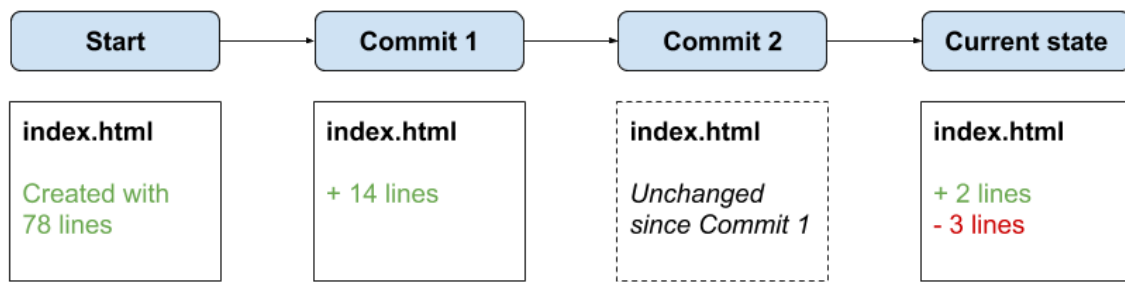 Start
Commit 1
Commit 2
Current state
index.html
Created with
78 lines
index.html
+ 14 lines
index.html
Unchanged
since Commit 1
index.html
+ 2 lines
- 3 lines